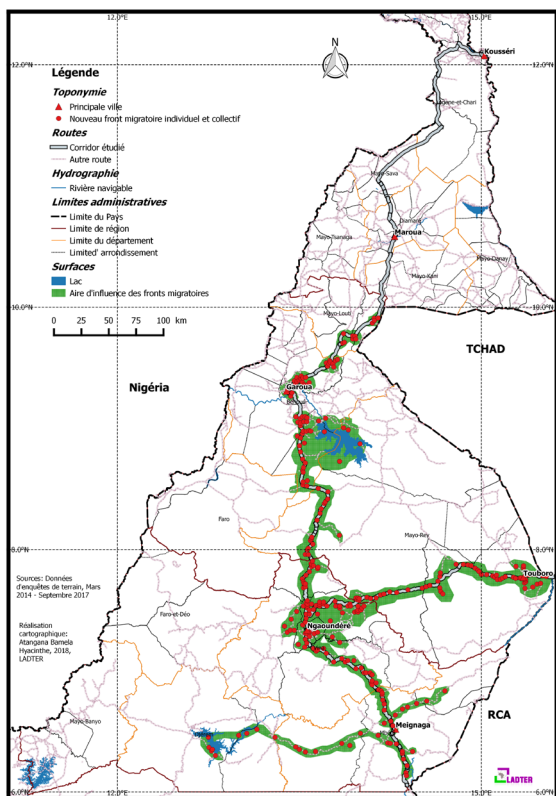 12.0°E
15.0°E
N
Kousséri
12.0°N
12.0°N
Légende
Toponymie
Principale ville
Nouveau front migratoire individuel et collectif
Routes
Corridor étudié
Autre route
Hydrographie
Rivière navigable
Limites administratives
Limite du Pays
Limite de région
Limite du département
Limited' arrondissement
Surfaces
Lac
Aire d'influence des fronts migratoires
0 25 50 75 100 km
Mayo-Sava
Diamaré
Mayo-Tsanaga
Maroua
Mayo-Danay
Mayo-Kani
10.0°N
10.0°N
Mayo-Louti
TCHAD
Nigéria
Garoua
Faro
Mayo-Rey
8.0°N
8.0°N
Touboro
Sources: Données
d'enquêtes de terrain, Mars
2014 - Septembre 2017
Faro-et-Déo
Ngaoundéré
Réalisation
cartographique:
Atangana Bamela
Hyacinthe, 2018,
LADTER
Mayo-Banyo
Meignaga
RCA
LADTER
6.0°N
12.0°E
15.0°E
6.0°N